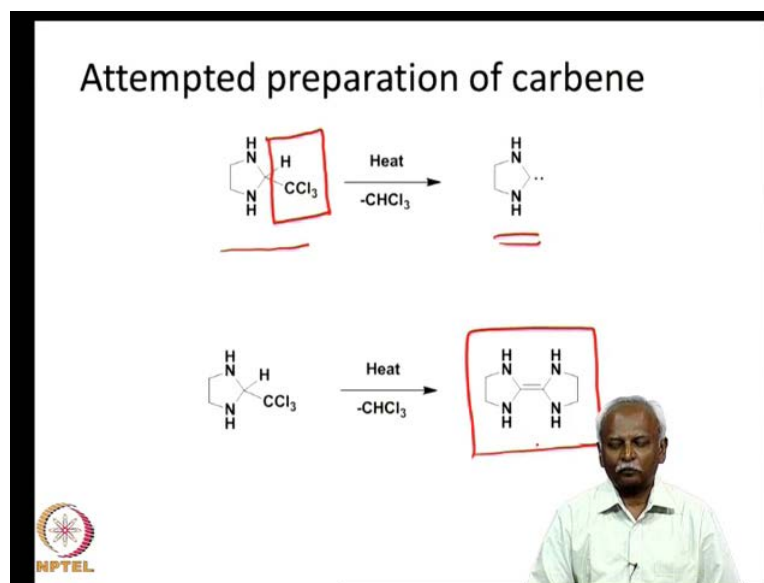 Attempted preparation of carbene
H
N
H
CCl3
N
H
Heat
-CHCl3
H
N
..
N
H
H
N
H
CCl3
N
H
Heat
-CHCl3
H H
N N
N N
H H
NPTEL